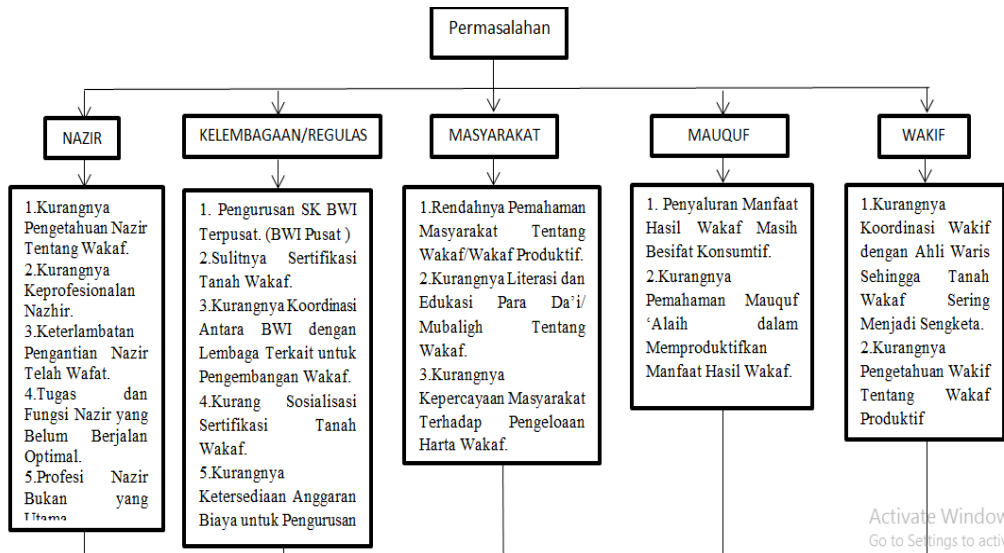 Permasalahan
NAZIR
KELEMBAGAAN/REGULAS
MASYARAKAT
MAUQUF
WAKIF
1.Kurangnya
Pengetahuan Nazir
Tentang Wakaf.
2.Kurangnya
Keprofesionalan
Nazhir.
3.Keterlambatan
Pengantian Nazir
Telah Wafat.
4.Tugas dan
Fungsi Nazir yang
Belum Berjalan
Optimal.
5.Profesi Nazir
Bukan yang
Utama
1. Pengurusan SK BWI
Terpusat. (BWI Pusat )
2.Sulitnya Sertifikasi
Tanah Wakaf.
3.Kurangnya Koordinasi
Antara BWI dengan
Lembaga Terkait untuk
Pengembangan Wakaf.
4.Kurang Sosialisasi
Sertifikasi Tanah
Wakaf.
5.Kurangnya
Ketersediaan Anggaran
Biaya untuk Pengurusan
1.Rendahnya Pemahaman
Masyarakat Tentang
Wakaf/Wakaf Produktif.
2.Kurangnya Literasi dan
Edukasi Para Da’i/
Mubaligh Tentang
Wakaf.
3.Kurangnya
Kepercayaan Masyarakat
Terhadap Pengeloaan
Harta Wakaf.
1. Penyaluran Manfaat
Hasil Wakaf Masih
Besifat Konsumtif.
2.Kurangnya
Pemahaman Mauquf
‘Alaih dalam
Memproduktifkan
Manfaat Hasil Wakaf.
1.Kurangnya
Koordinasi Wakif
dengan Ahli Waris
Sehingga Tanah
Wakaf Sering
Menjadi Sengketa.
2.Kurangnya
Pengetahuan Wakif
Tentang Wakaf
Produktif
Activate Window
Go to Settings to activ